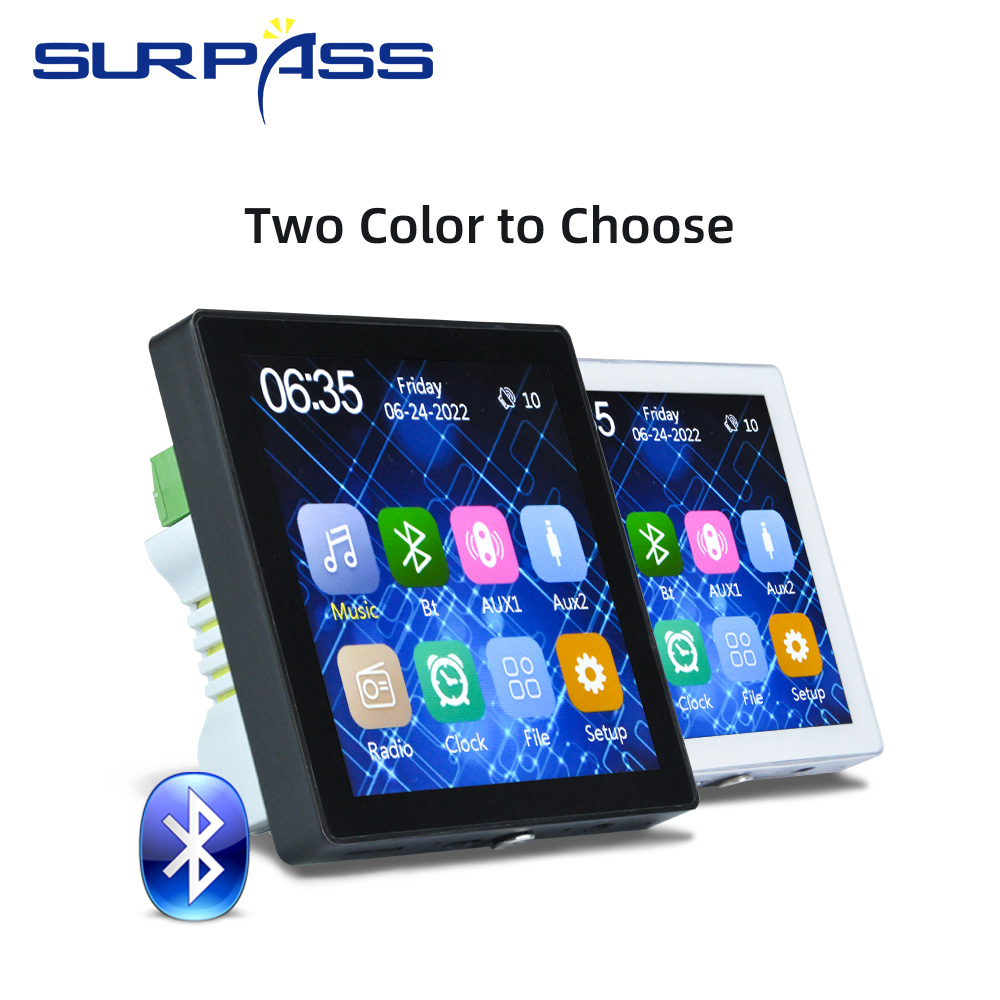 SURPASS
Two Color to Choose
06:35 Friday 10
06-24-2022
Music Bt AUX1 Aux2
Radio Clock File Setup
5 Friday 10
06-24-2022
Bt AUX1 Aux2
Clock File Setup